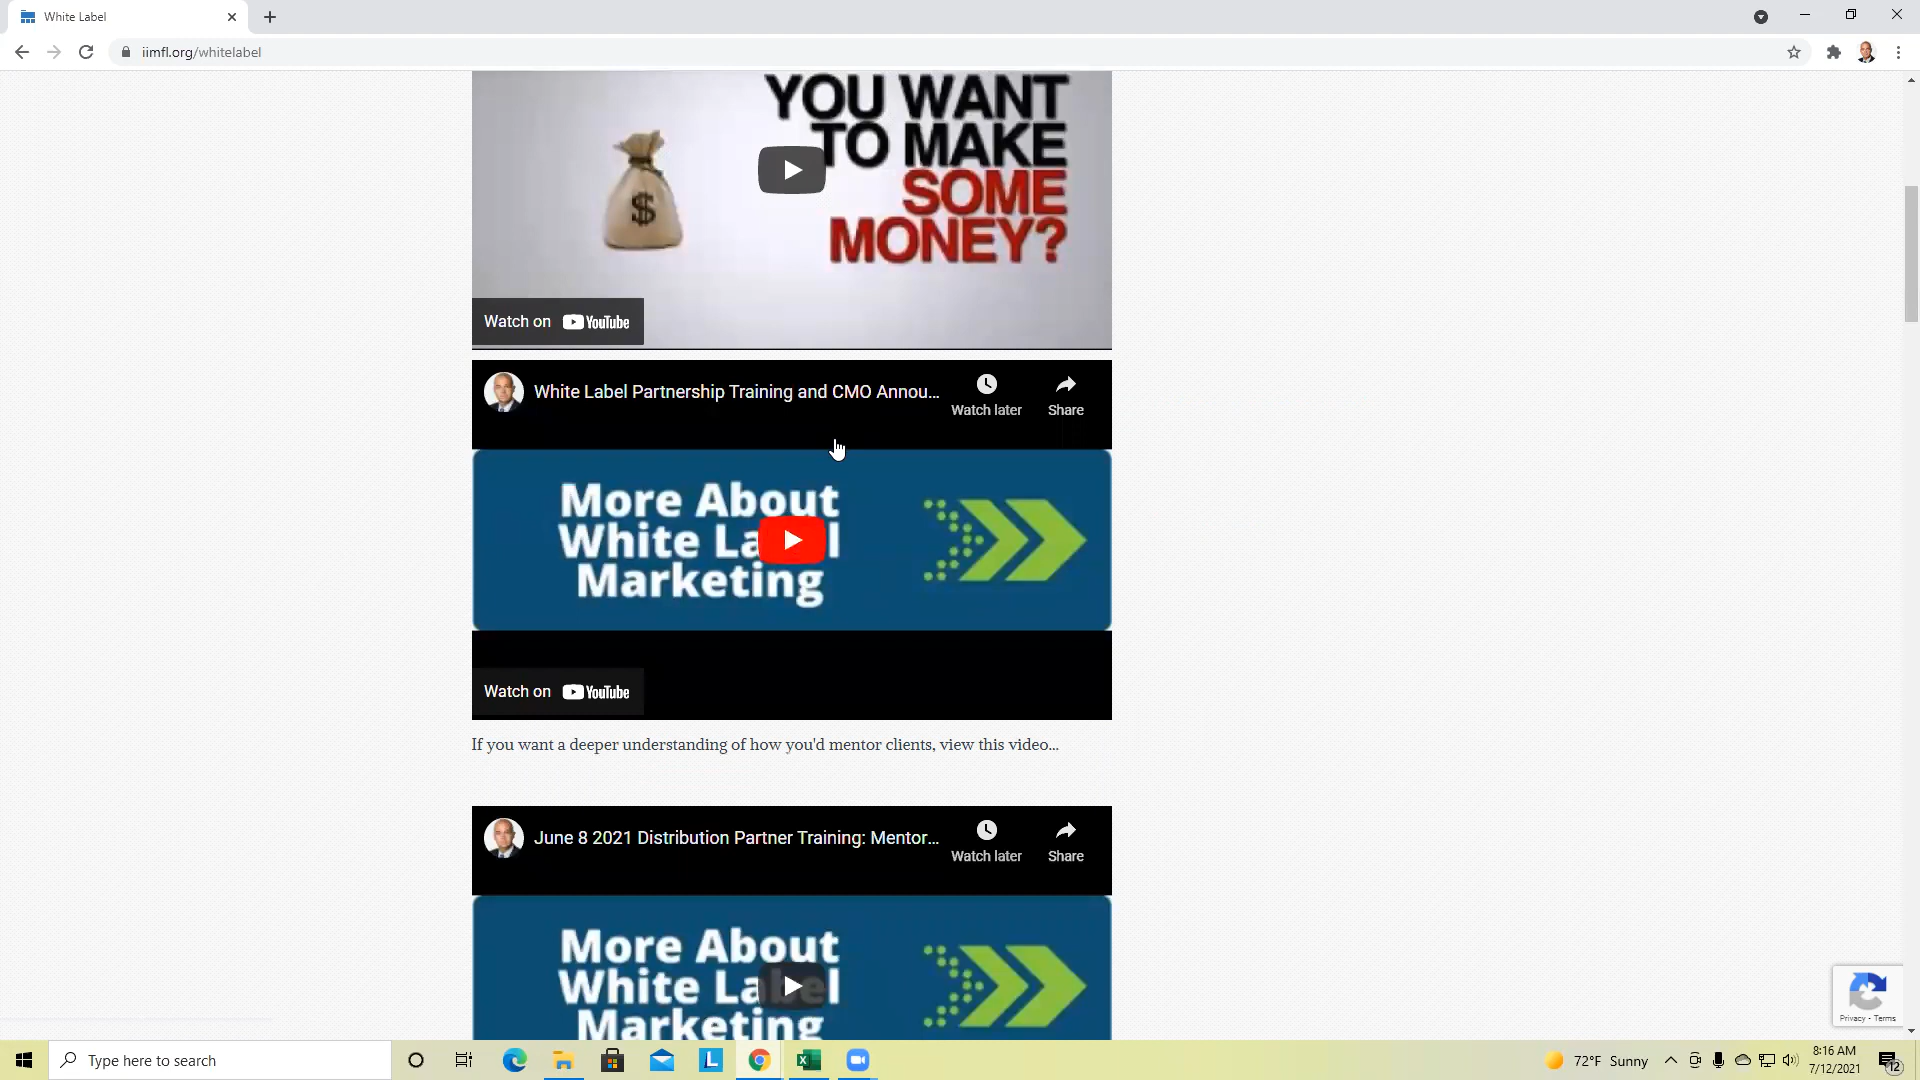 White Label
iimfl.org/whitelabel
YOU WANT
TO MAKE
SOME
MONEY?
$
Watch on YouTube
White Label Partnership Training and CMO Annou...
Watch later
Share
More About
White Label
Marketing
Watch on YouTube
If you want a deeper understanding of how you'd mentor clients, view this video...
June 8 2021 Distribution Partner Training: Mentor...
Watch later
Share
More About
White Label
Marketing
Privacy - Terms
Type here to search
L
72°F Sunny
8:16 AM
7/12/2021
12